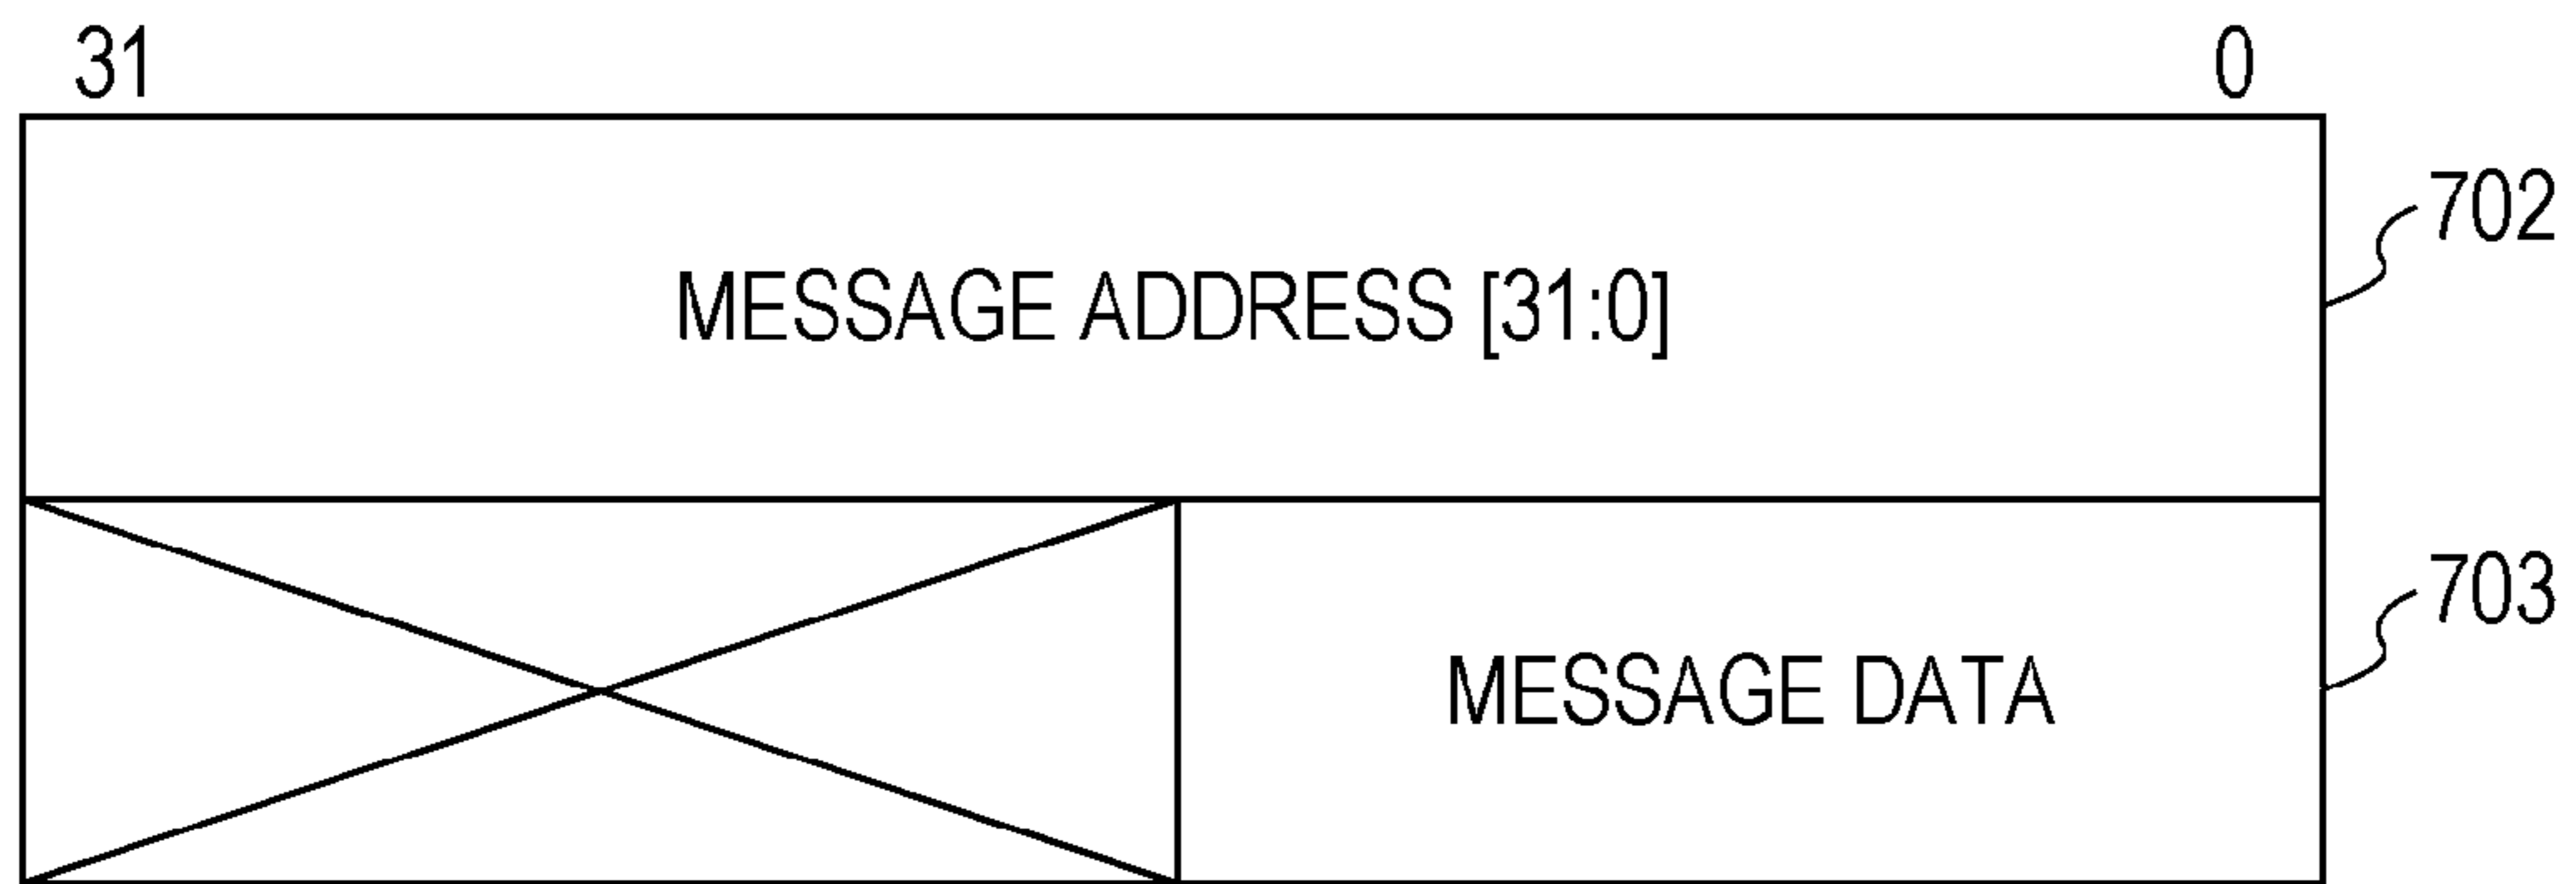 31 0
702
MESSAGE ADDRESS [31:0]
703
MESSAGE DATA